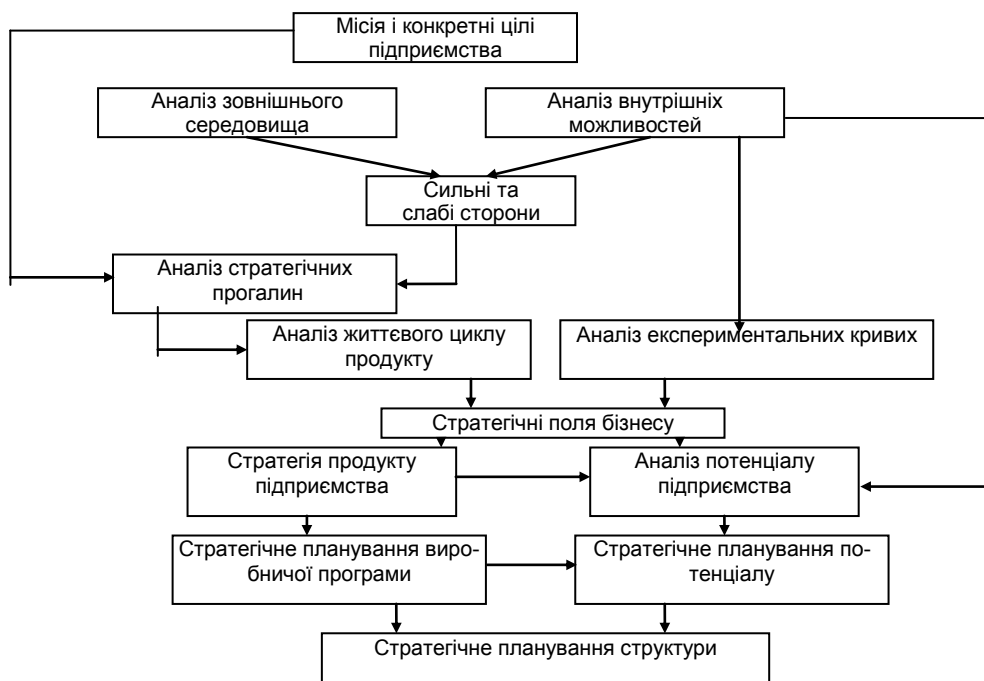 Місія і конкретні цілі
підприємства
Аналіз зовнішнього
середовища
Аналіз внутрішніх
можливостей
Сильні та
слабі сторони
Аналіз стратегічних
прогалин
Аналіз життєвого циклу
продукту
Аналіз експериментальних кривих
Стратегічні поля бізнесу
Стратегія продукту
підприємства
Аналіз потенціалу
підприємства
Стратегічне планування виро-
бничої програми
Стратегічне планування по-
тенціалу
Стратегічне планування структури